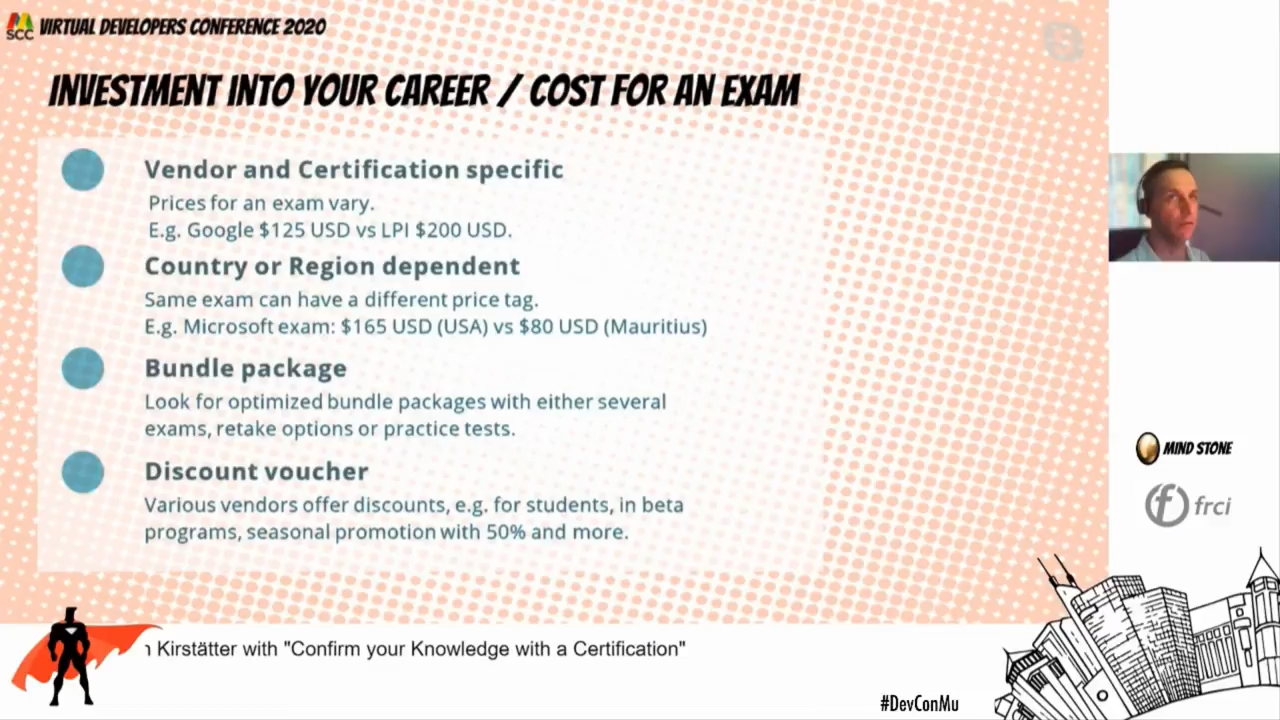 MSCC VIRTUAL DEVELOPERS CONFERENCE 2020
INVESTMENT INTO YOUR CAREER / COST FOR AN EXAM
Vendor and Certification specific
Prices for an exam vary.
E.g. Google $125 USD vs LPI $200 USD.
Country or Region dependent
Same exam can have a different price tag.
E.g. Microsoft exam: $165 USD (USA) vs $80 USD (Mauritius)
Bundle package
Look for optimized bundle packages with either several
exams, retake options or practice tests.
Discount voucher
Various vendors offer discounts, e.g. for students, in beta
programs, seasonal promotion with 50% and more.
MIND STONE
frci
Kirstätter with "Confirm your Knowledge with a Certification"
#DevConMu